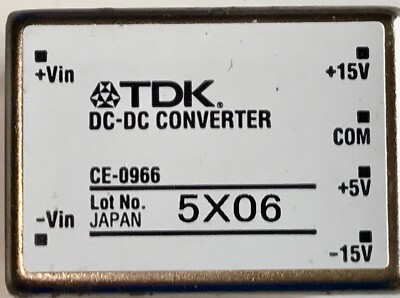 +Vin
+15V
TDK®
DC-DC CONVERTER
COM
CE-0966
+5V
Lot No. 5X06
JAPAN
-Vin
-15V